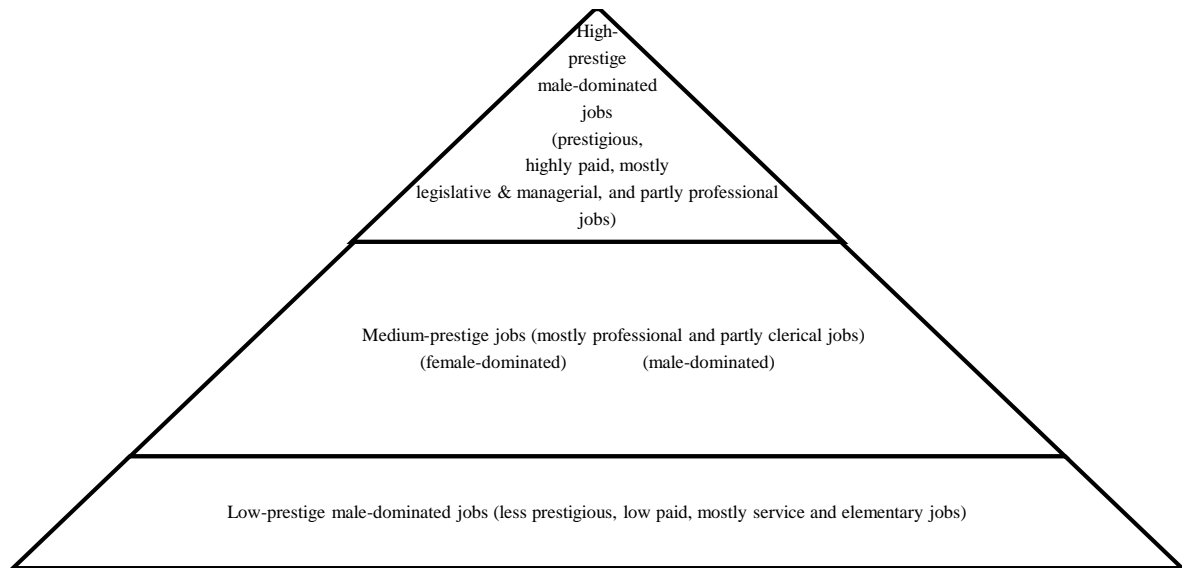 High-
prestige
male-dominated
jobs
(prestigious,
highly paid, mostly
legislative & managerial, and partly professional
jobs)
Medium-prestige jobs (mostly professional and partly clerical jobs)
(female-dominated) (male-dominated)
Low-prestige male-dominated jobs (less prestigious, low paid, mostly service and elementary jobs)